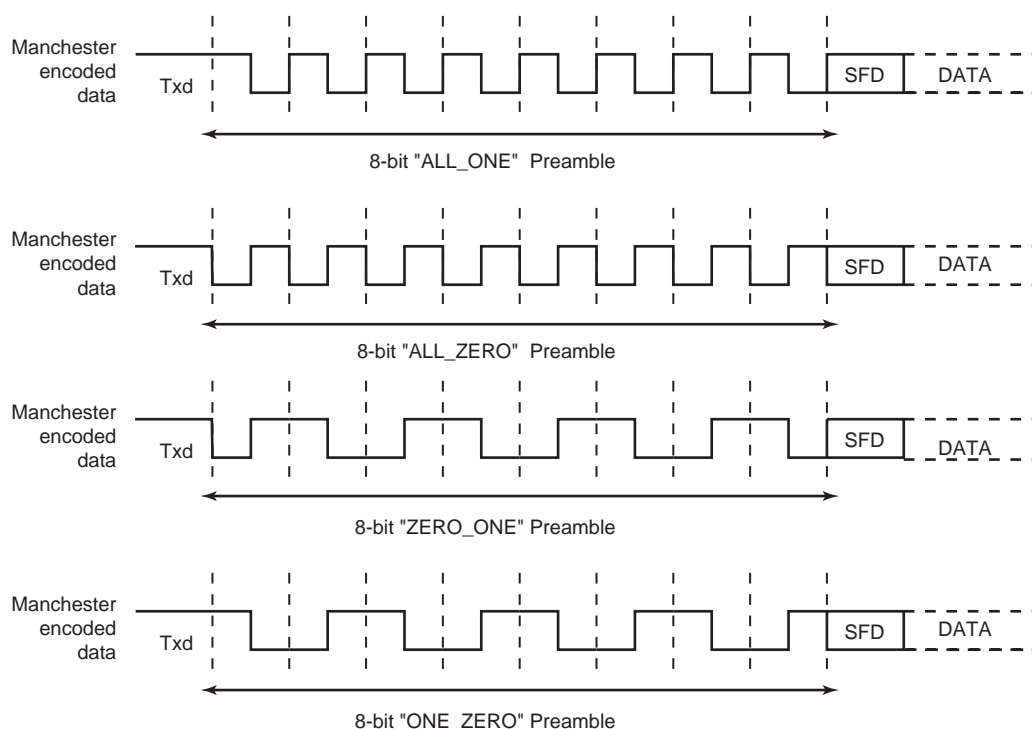 Manchester
encoded
data
Txd
SFD
DATA
8-bit "ALL_ONE" Preamble
Manchester
encoded
data
Txd
SFD
DATA
8-bit "ALL_ZERO" Preamble
Manchester
encoded
data
Txd
SFD
DATA
8-bit "ZERO_ONE" Preamble
Manchester
encoded
data
Txd
SFD
DATA
8-bit "ONE_ZERO" Preamble